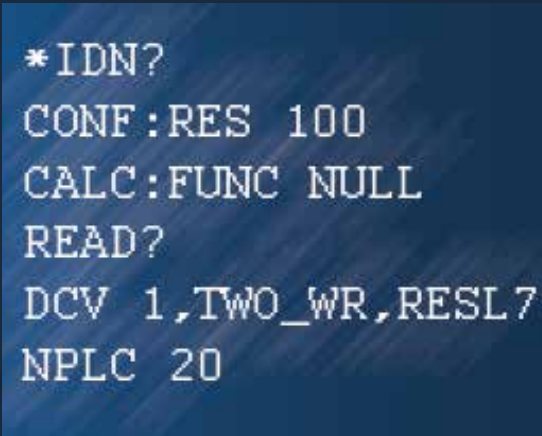 *IDN?
CONF:RES 100
CALC:FUNC NULL
READ?
DCV 1,TWO_WR,RESL7
NPLC 20